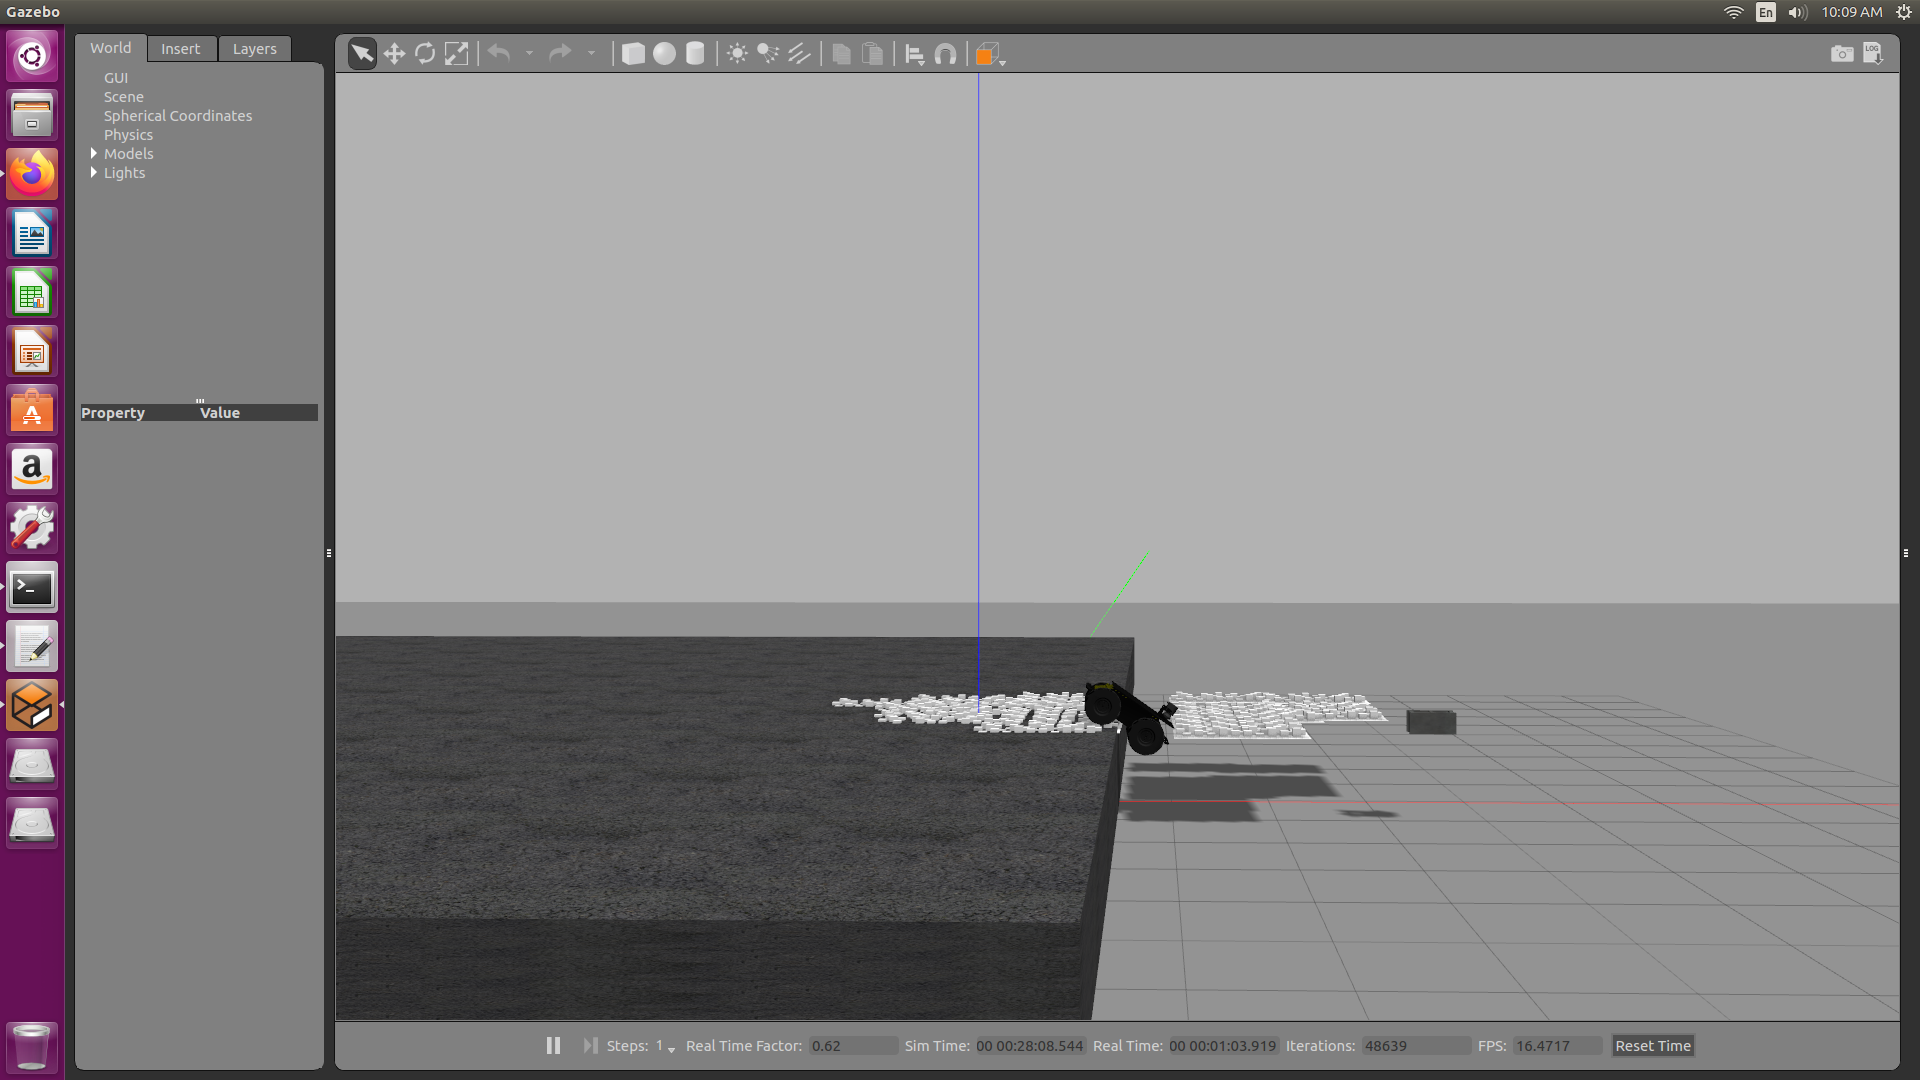 Gazebo
En
10:09 AM
World
Insert
Layers
GUI
Scene
Spherical Coordinates
Physics
Models
Lights
Property Value
LOG
Steps: 1 Real Time Factor: 0.62 Sim Time: 00 00:28:08.544 Real Time: 00 00:01:03.919 Iterations: 48639 FPS: 16.4717 Reset Time